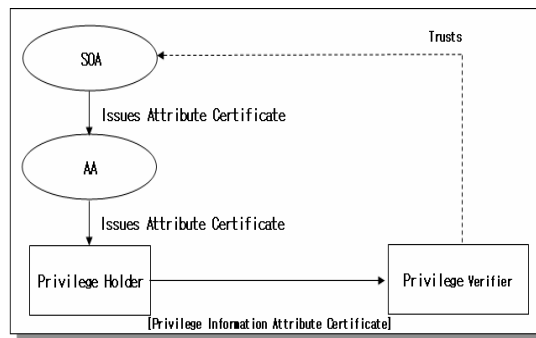 Trusts
SOA
Issues Attribute Certificate
AA
Issues Attribute Certificate
Privilege Holder
Privilege Verifier
[Privilege Information Attribute Certificate]